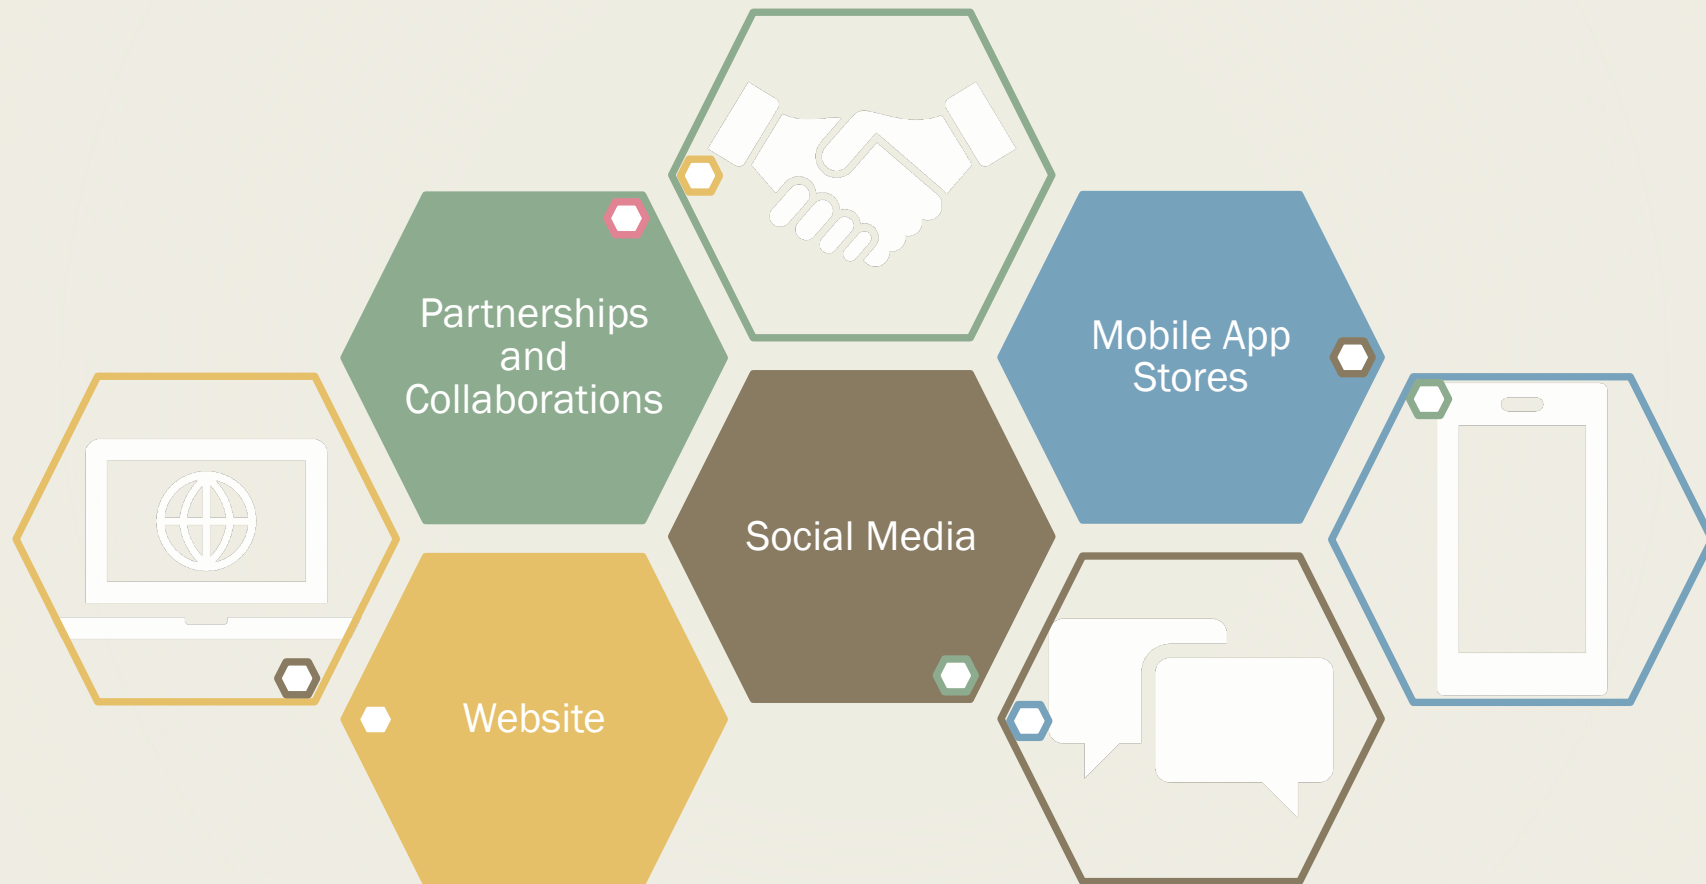 Partnerships
and
Collaborations
Mobile App
Stores
Social Media
Website